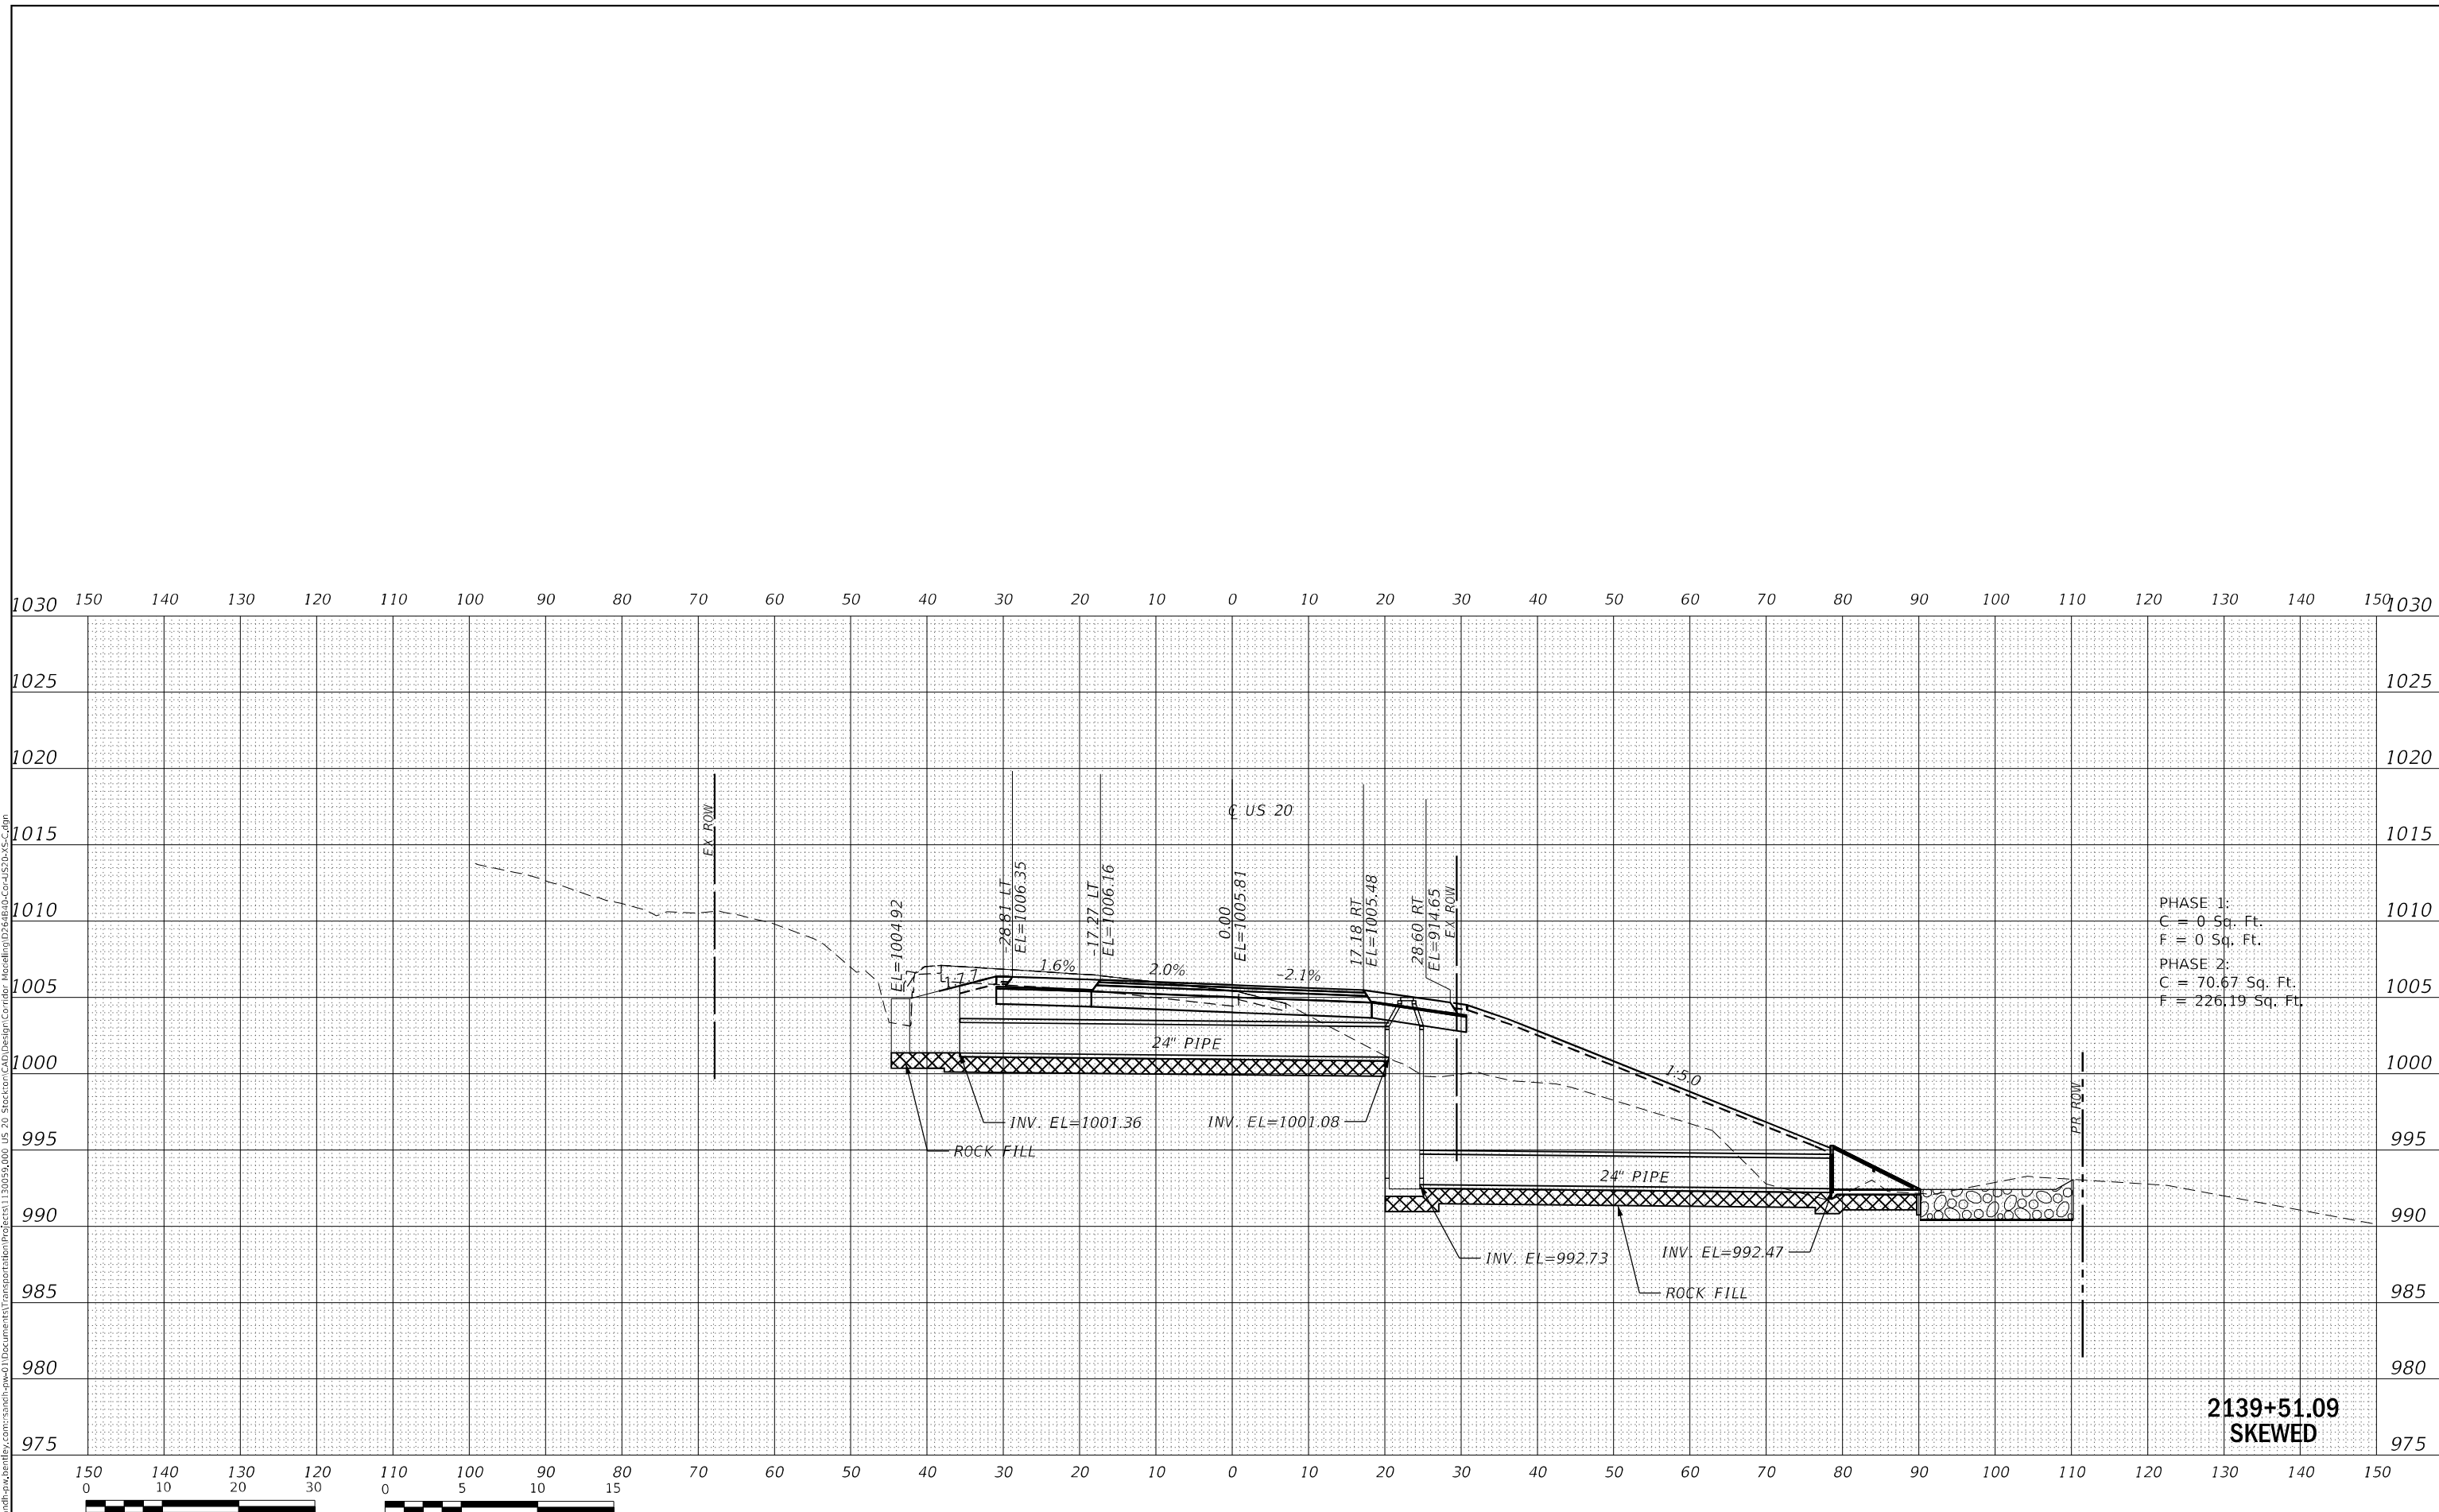 1030 150 140 130 120 110 100 90 80 70 60 50 40 30 20 10 0 10 20 30 40 50 60 70 80 90 100 110 120 130 140 150 1030
1025 1025
1020 1020
EX ROW
℄ US 20
1015 1015
EL=1004.92
-28.81 LT
EL=1006.35
-17.27 LT
EL=1006.16
0.00
EL=1005.81
17.18 RT
EL=1005.48
28.60 RT
EL=914.65
EX ROW
1010 1010
PHASE 1:
C = 0 Sq. Ft.
F = 0 Sq. Ft.
PHASE 2:
C = 70.67 Sq. Ft.
F = 226.19 Sq. Ft.
1:7.7
1.6%
2.0%
-2.1%
1005 1005
24" PIPE
1000 1000
1:5.0
PR ROW
INV. EL=1001.36
INV. EL=1001.08
ROCK FILL
995 995
24" PIPE
990 990
INV. EL=992.73
INV. EL=992.47
ROCK FILL
985 985
980 980
2139+51.09
SKEWED
975 975
150 140 130 120 110 100 90 80 70 60 50 40 30 20 10 0 10 20 30 40 50 60 70 80 90 100 110 120 130 140 150
0 10 20 30
0 5 10 15